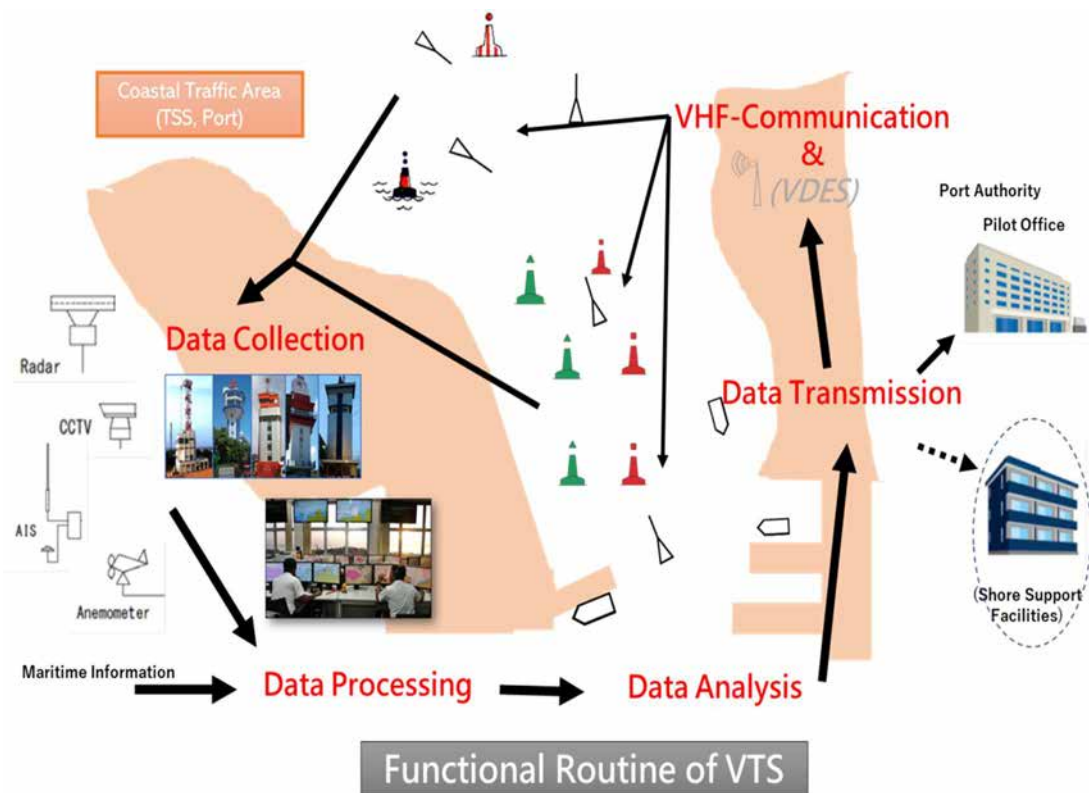 Coastal Traffic Area
(TSS, Port)
VHF-Communication
&
(VDES)
Port Authority
Pilot Office
Data Collection
Radar
CCTV
AIS
Anemometer
Data Transmission
(Shore Support
Facilities)
Maritime Information
Data Processing
Data Analysis
Functional Routine of VTS